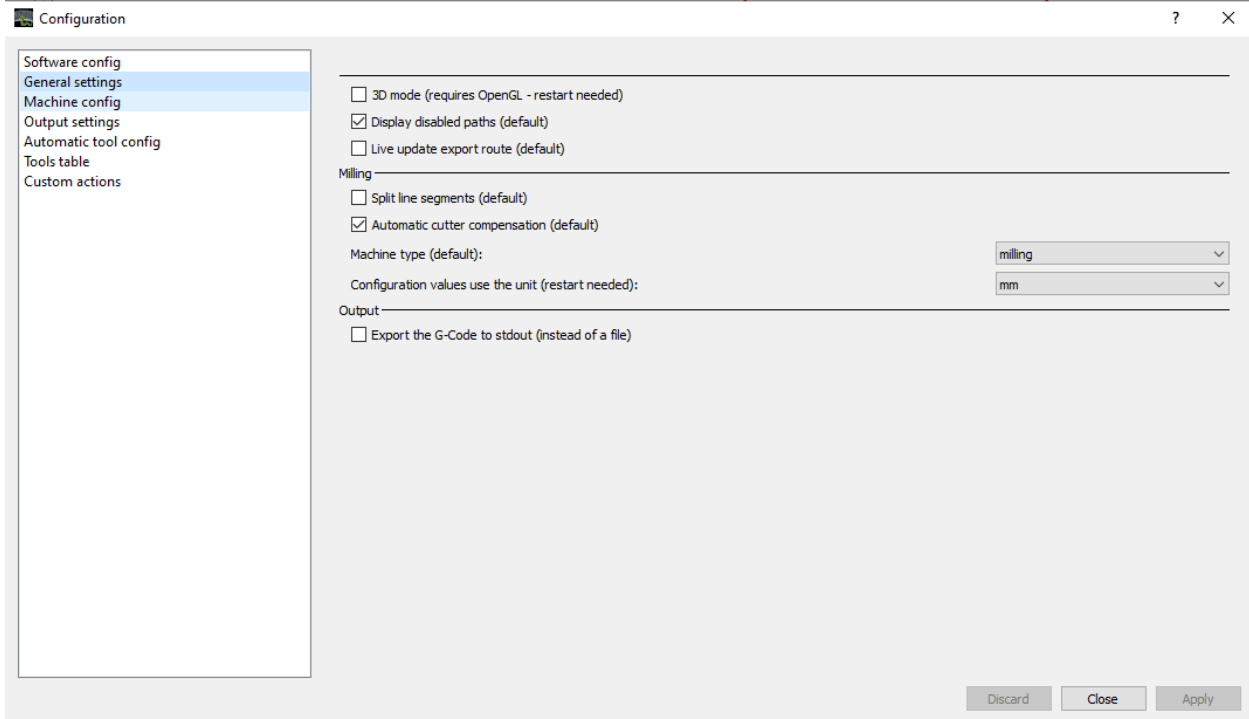 Configuration
?
Software config
General settings
Machine config
Output settings
Automatic tool config
Tools table
Custom actions
3D mode (requires OpenGL - restart needed)
Display disabled paths (default)
Live update export route (default)
Milling
Split line segments (default)
Automatic cutter compensation (default)
Machine type (default): milling
Configuration values use the unit (restart needed): mm
Output
Export the G-Code to stdout (instead of a file)
Discard Close Apply